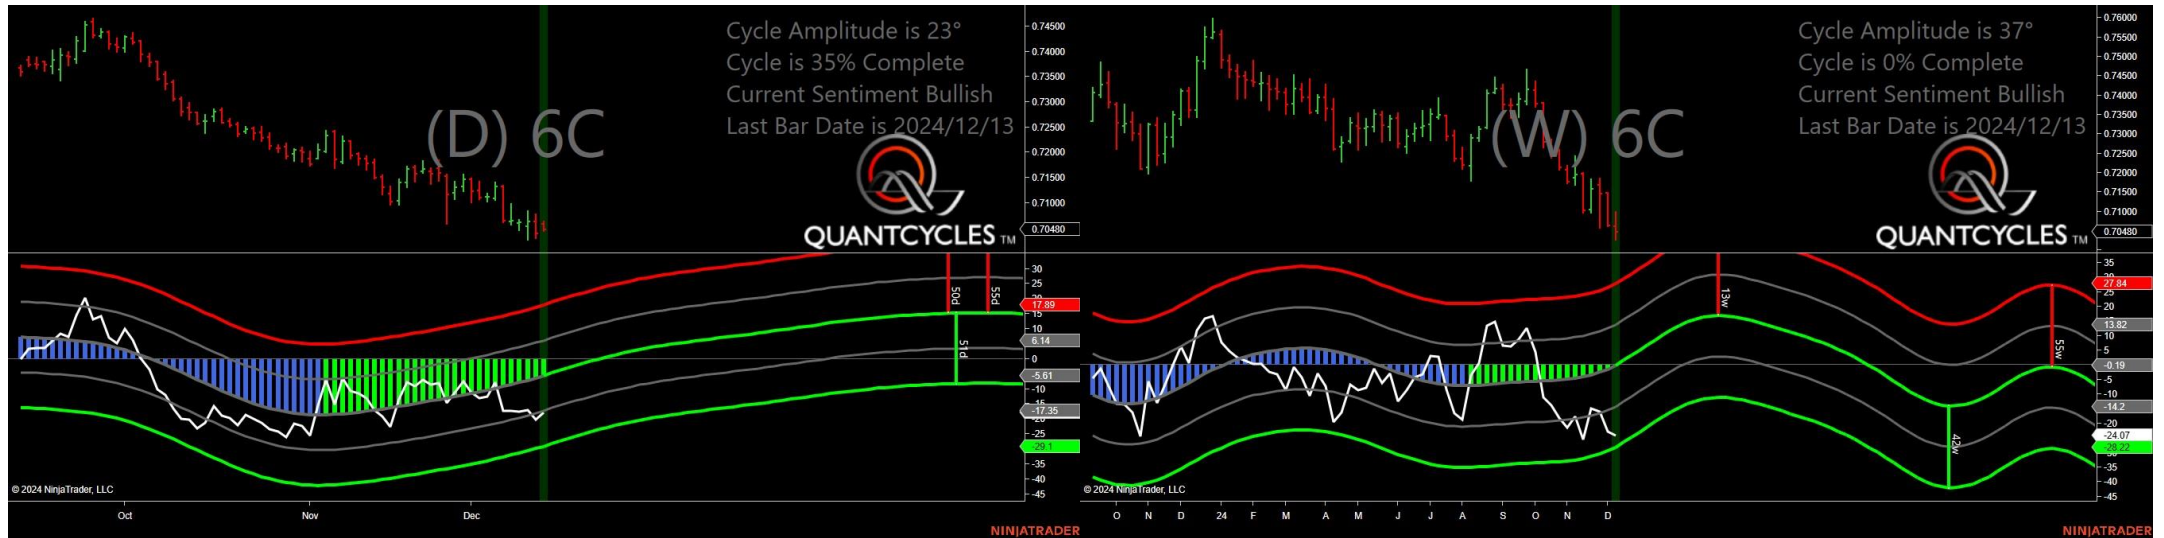 Cycle Amplitude is 23°
Cycle is 35% Complete
Current Sentiment Bullish
Last Bar Date is 2024/12/13
(D) 6C
QUANTCYCLES TM
0.74500
0.74000
0.73500
0.73000
0.72500
0.72000
0.71500
0.71000
0.70480
50d
55d
51d
30
25
17.89
15
10
6.14
0
-5.61
-10
-17.35
-25
-29.1
-35
-40
-45
© 2024 NinjaTrader, LLC
Oct
Nov
Dec
NINJATRADER
Cycle Amplitude is 37°
Cycle is 0% Complete
Current Sentiment Bullish
Last Bar Date is 2024/12/13
(W) 6C
QUANTCYCLES TM
0.76000
0.75500
0.75000
0.74500
0.74000
0.73500
0.73000
0.72500
0.72000
0.71500
0.71000
0.70480
13w
42w
55w
35
27.84
25
13.82
10
5
-0.19
-5
-10
-14.2
-20
-24.07
-28.22
-35
-40
-45
© 2024 NinjaTrader, LLC
O N D 24 F M A M J J A S O N D
NINJATRADER